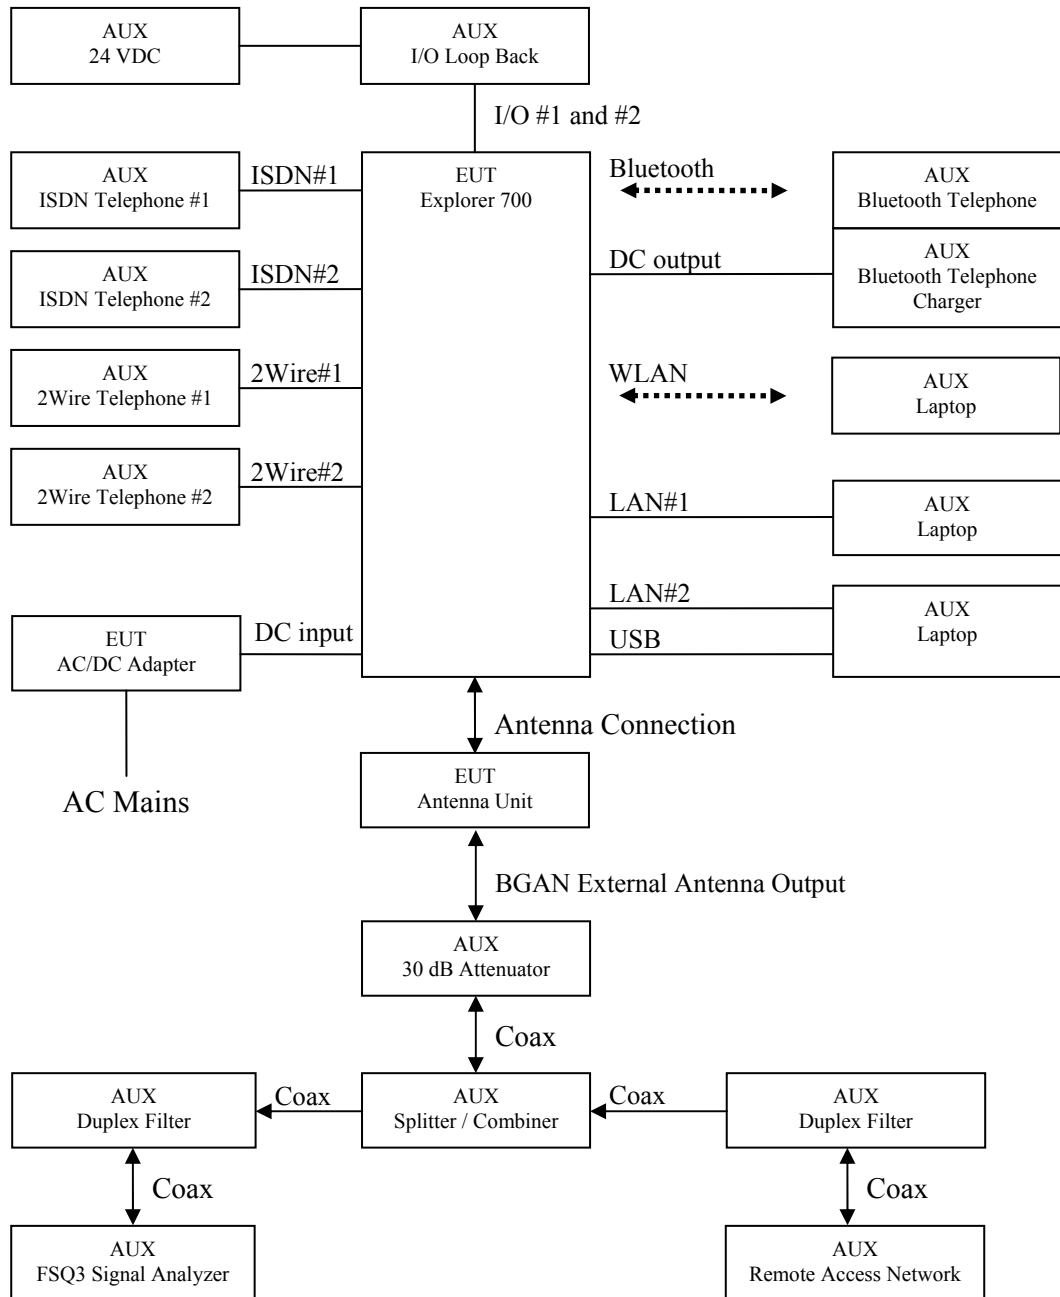 AUX
24 VDC
AUX
I/O Loop Back
I/O #1 and #2
AUX
ISDN Telephone #1
ISDN#1
EUT
Explorer 700
Bluetooth
AUX
Bluetooth Telephone
AUX
ISDN Telephone #2
ISDN#2
DC output
AUX
Bluetooth Telephone
Charger
AUX
2Wire Telephone #1
2Wire#1
WLAN
AUX
Laptop
AUX
2Wire Telephone #2
2Wire#2
LAN#1
AUX
Laptop
LAN#2
USB
AUX
Laptop
EUT
AC/DC Adapter
DC input
AC Mains
Antenna Connection
EUT
Antenna Unit
BGAN External Antenna Output
AUX
30 dB Attenuator
Coax
AUX
Duplex Filter
Coax
AUX
Splitter / Combiner
Coax
AUX
Duplex Filter
Coax
Coax
AUX
FSQ3 Signal Analyzer
AUX
Remote Access Network